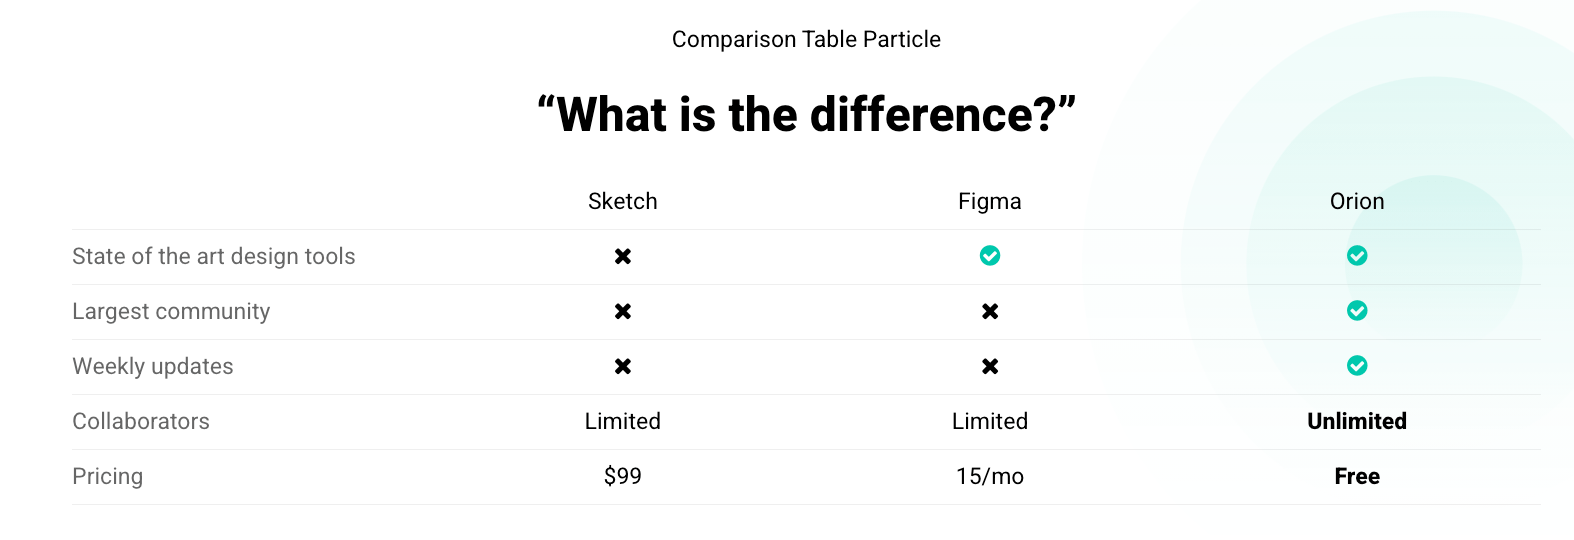 Comparison Table Particle
“What is the difference?”
Sketch Figma Orion
State of the art design tools
Largest community
Weekly updates
Collaborators Limited Limited Unlimited
Pricing $99 15/mo Free